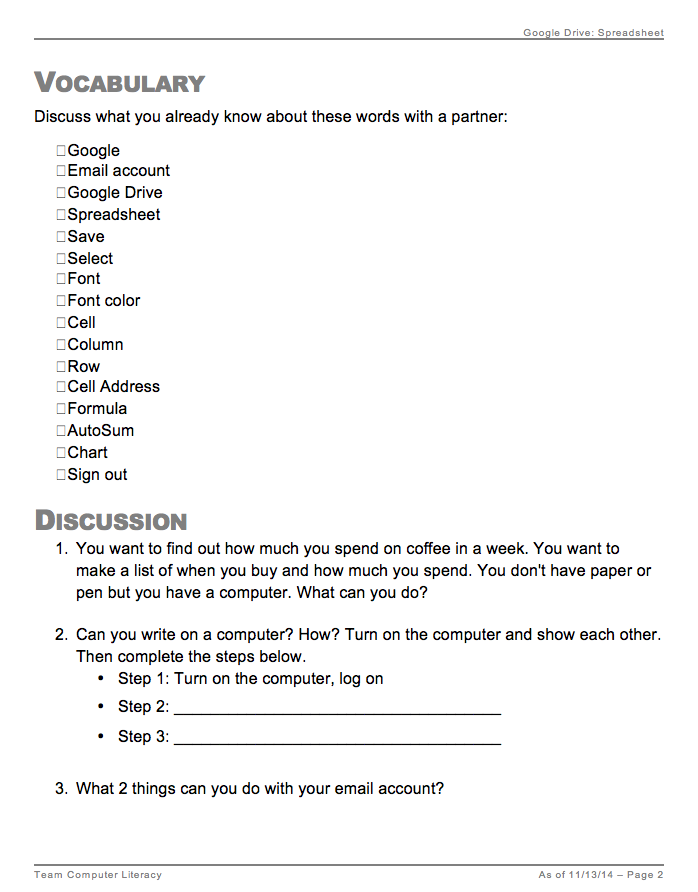 Google Drive: Spreadsheet
VOCABULARY
Discuss what you already know about these words with a partner:
□Google
□Email account
□Google Drive
□Spreadsheet
□Save
□Select
□Font
□Font color
□Cell
□Column
□Row
□Cell Address
□Formula
□AutoSum
□Chart
□Sign out
DISCUSSION
1. You want to find out how much you spend on coffee in a week. You want to
make a list of when you buy and how much you spend. You don't have paper or
pen but you have a computer. What can you do?
2. Can you write on a computer? How? Turn on the computer and show each other.
Then complete the steps below.
• Step 1: Turn on the computer, log on
• Step 2: ____________________________________
• Step 3: ____________________________________
3. What 2 things can you do with your email account?
Team Computer Literacy As of 11/13/14 – Page 2